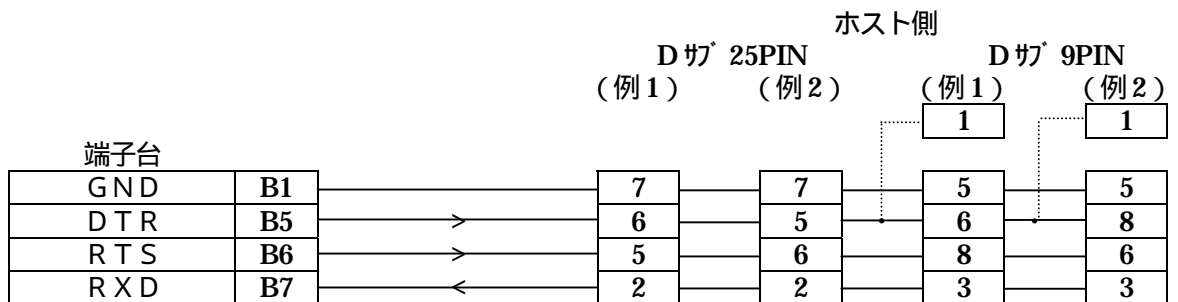 ホスト側
Dｻﾌﾞ 25PIN Dｻﾌﾞ 9PIN
(例1) (例2) (例1) (例2)
1 1
端子台
GND B1 7 7 5 5
DTR B5 6 5 6 8
RTS B6 5 6 8 6
RXD B7 2 2 3 3